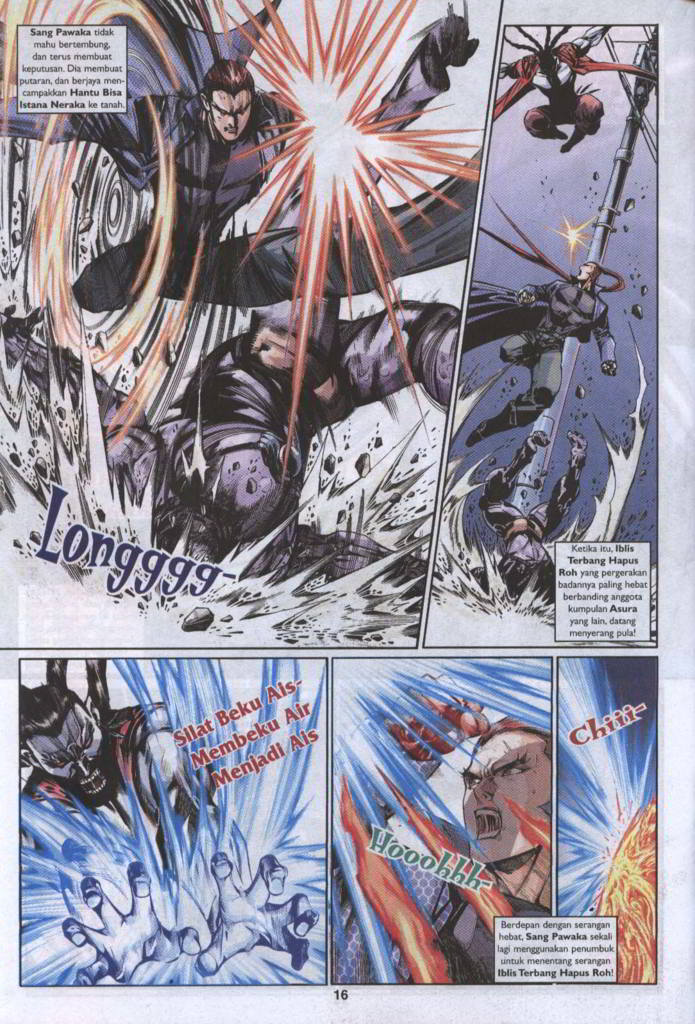 Sang Pawaka tidak
mahu bertembung,
dan terus membuat
keputusan. Dia membuat
putaran, dan berjaya men-
campakkan Hantu Bisa
Istana Neraka ke tanah.
Longggg-
Ketika itu, Iblis
Terbang Hapus
Roh yang pergerakan
badannya paling hebat
berbanding anggota
kumpulan Asura
yang lain, datang
menyerang pula!
Silat Beku Ais-
Membeku Air
Menjadi Ais
Hooohhh-
Chiii-
Berdepan dengan serangan
hebat, Sang Pawaka sekali
lagi menggunakan penumbuk
untuk menentang serangan
Iblis Terbang Hapus Roh!
16